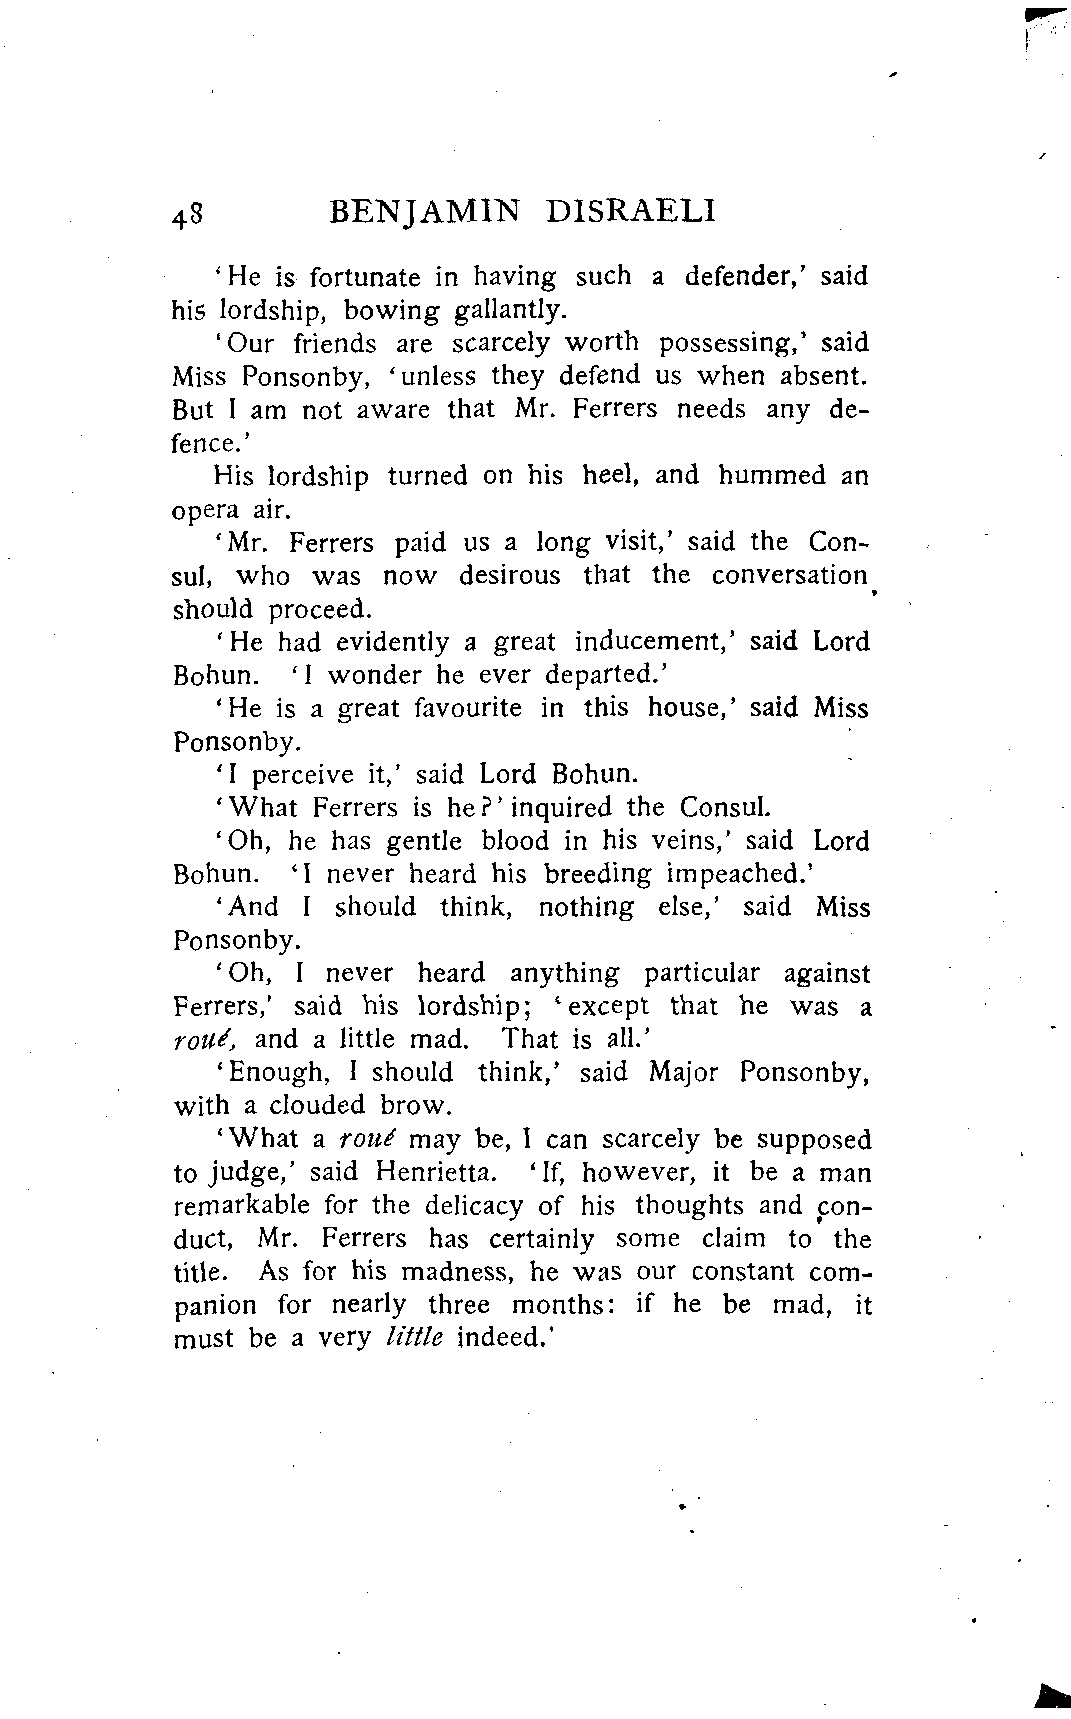 48 BENJAMIN DISRAELI
‘He is fortunate in having such a defender,’ said
his lordship, bowing gallantly.
‘Our friends are scarcely worth possessing,’ said
Miss Ponsonby, ‘unless they defend us when absent.
But I am not aware that Mr. Ferrers needs any de-
fence.’
His lordship turned on his heel, and hummed an
opera air.
‘Mr. Ferrers paid us a long visit,’ said the Con-
sul, who was now desirous that the conversation
should proceed.
‘He had evidently a great inducement,’ said Lord
Bohun. ‘I wonder he ever departed.’
‘He is a great favourite in this house,’ said Miss
Ponsonby.
‘I perceive it,’ said Lord Bohun.
‘What Ferrers is he?’ inquired the Consul.
‘Oh, he has gentle blood in his veins,’ said Lord
Bohun. ‘I never heard his breeding impeached.’
‘And I should think, nothing else,’ said Miss
Ponsonby.
‘Oh, I never heard anything particular against
Ferrers,’ said his lordship; ‘except that he was a
roué, and a little mad. That is all.’
‘Enough, I should think,’ said Major Ponsonby,
with a clouded brow.
‘What a roué may be, I can scarcely be supposed
to judge,’ said Henrietta. ‘If, however, it be a man
remarkable for the delicacy of his thoughts and con-
duct, Mr. Ferrers has certainly some claim to the
title. As for his madness, he was our constant com-
panion for nearly three months: if he be mad, it
must be a very little indeed.’